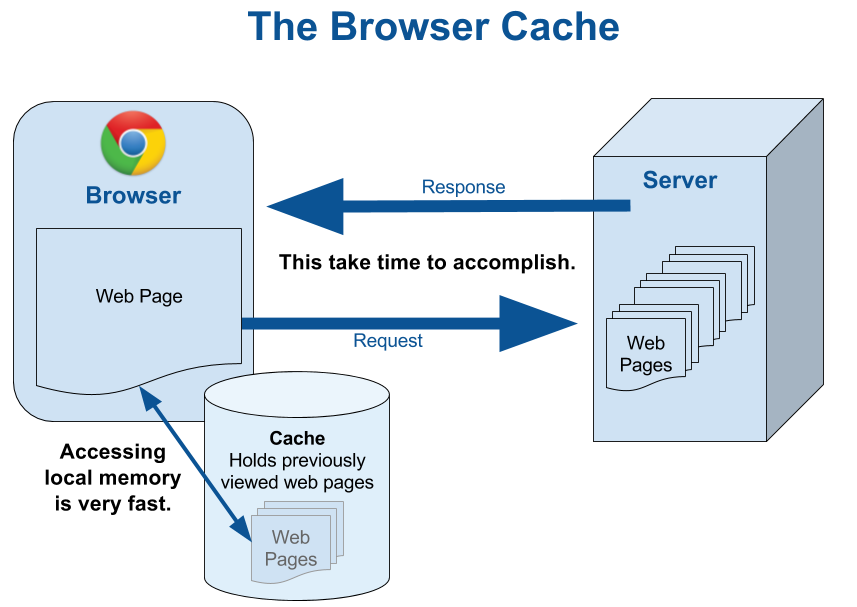 The Browser Cache
Browser
Server
Response
This take time to accomplish.
Web Page
Request
Web
Pages
Cache
Holds previously
viewed web pages
Accessing
local memory
is very fast.
Web
Pages